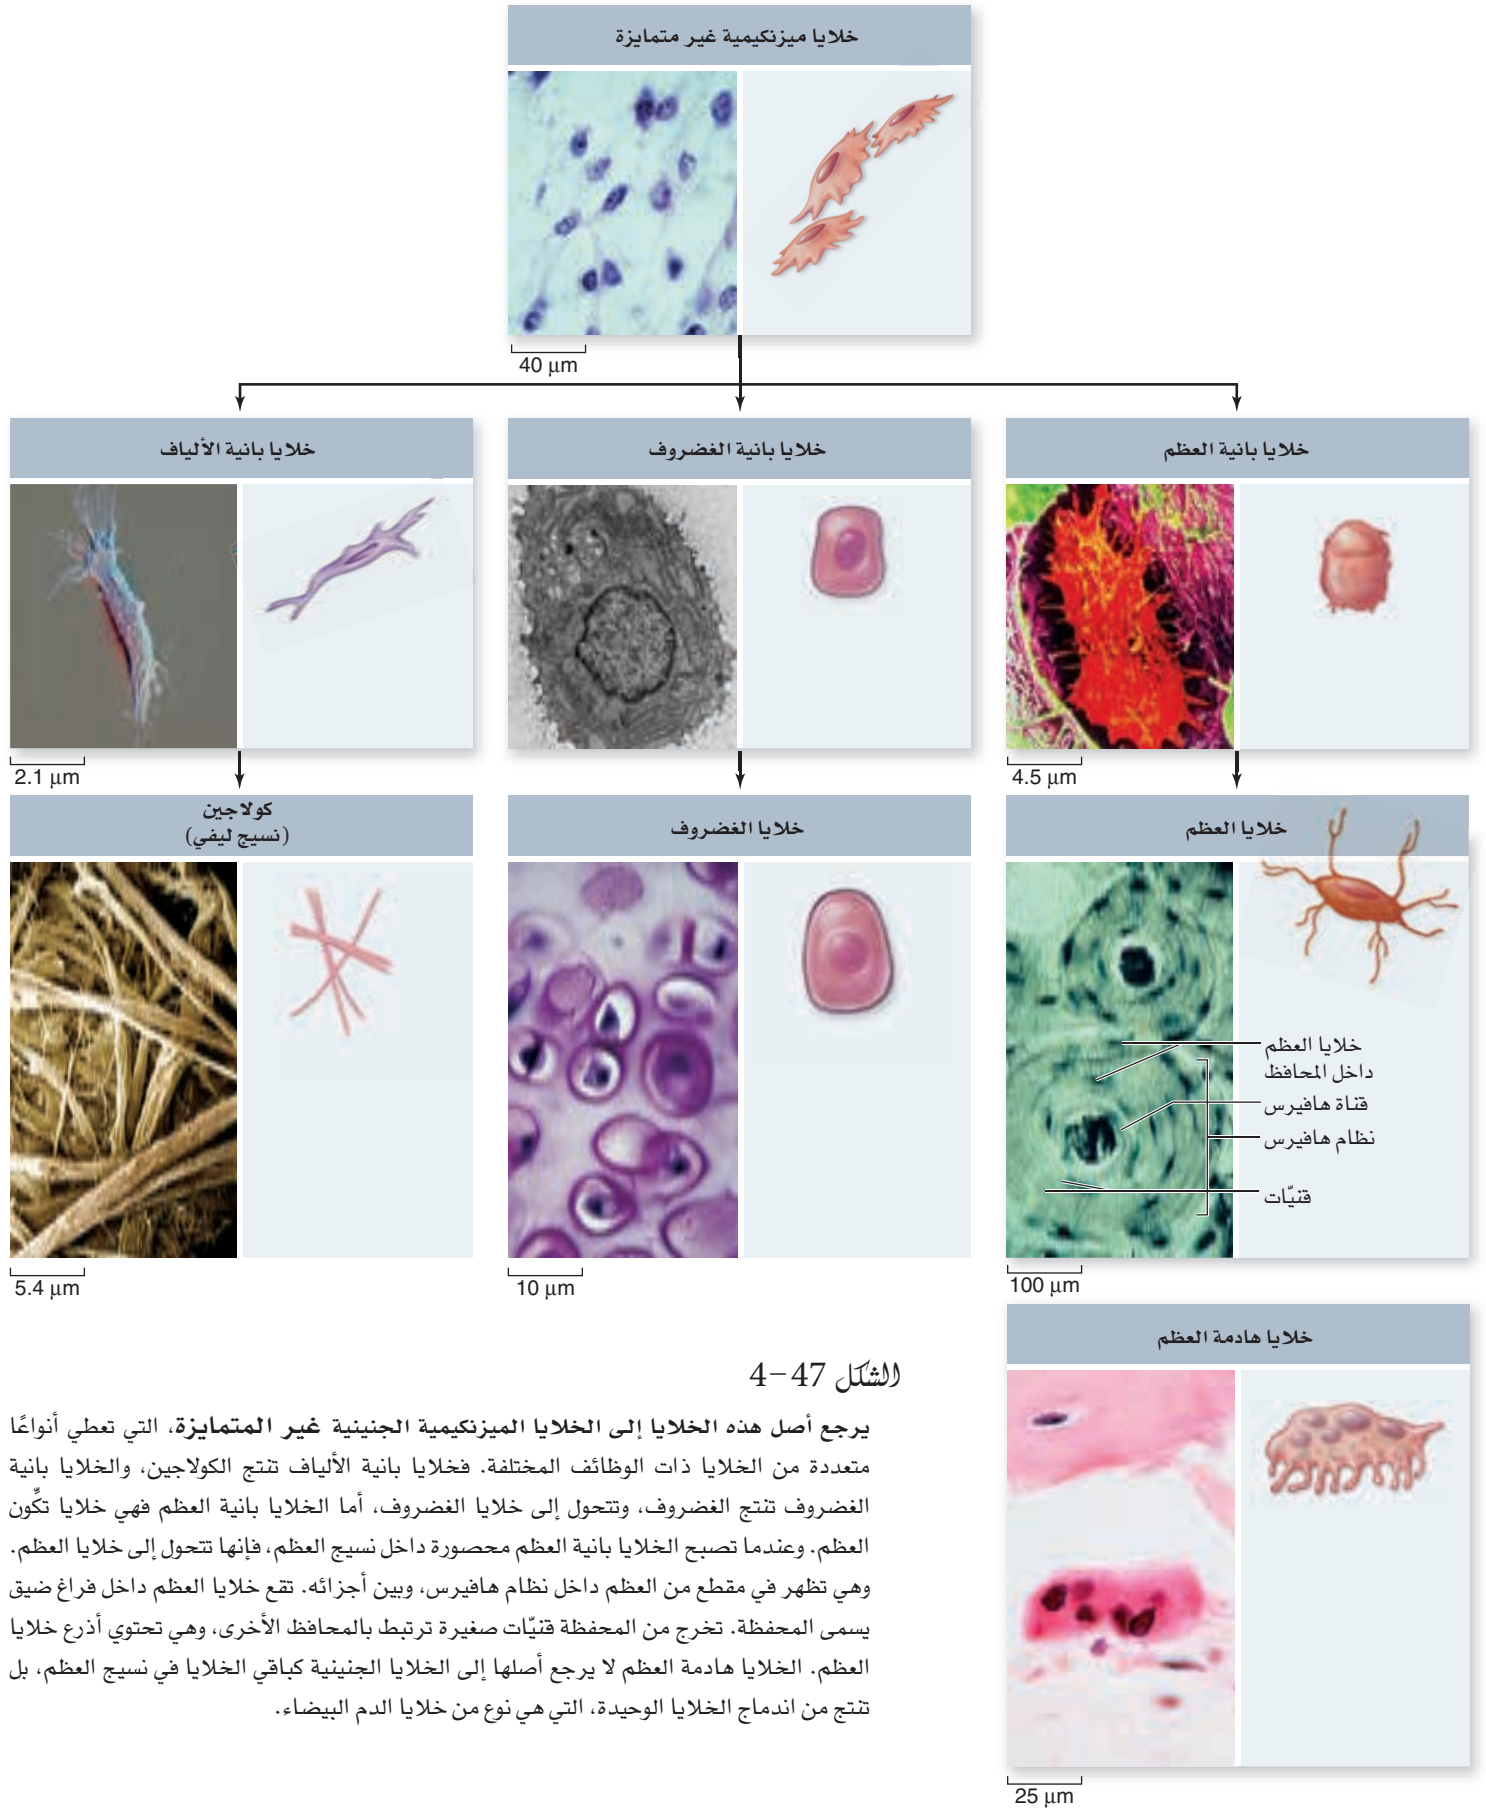 خلايا ميزنكيمية غير متمايزة
40 μm
خلايا بانية العظم
4.5 μm
خلايا بانية الغضروف
خلايا بانية الألياف
2.1 μm
خلايا العظم
خلايا العظم
داخل المحافظ
قناة هافيرس
نظام هافيرس
قنيّات
100 μm
خلايا الغضروف
10 μm
كولاجين
(نسيج ليفي)
5.4 μm
خلايا هادمة العظم
25 μm
الشكل 47–4
يرجع أصل هذه الخلايا إلى الخلايا الميزنكيمية الجنينية غير المتمايزة، التي تعطي أنواعًا
متعددة من الخلايا ذات الوظائف المختلفة. فخلايا بانية الألياف تنتج الكولاجين، والخلايا بانية
الغضروف تنتج الغضروف، وتتحول إلى خلايا الغضروف، أما الخلايا بانية العظم فهي خلايا تكِّون
العظم. وعندما تصبح الخلايا بانية العظم محصورة داخل نسيج العظم، فإنها تتحول إلى خلايا العظم.
وهي تظهر في مقطع من العظم داخل نظام هافيرس، وبين أجزائه. تقع خلايا العظم داخل فراغ ضيق
يسمى المحفظة. تخرج من المحفظة قنيّات صغيرة ترتبط بالمحافظ الأخرى، وهي تحتوي أذرع خلايا
العظم. الخلايا هادمة العظم لا يرجع أصلها إلى الخلايا الجنينية كباقي الخلايا في نسيج العظم، بل
تنتج من اندماج الخلايا الوحيدة، التي هي نوع من خلايا الدم البيضاء.